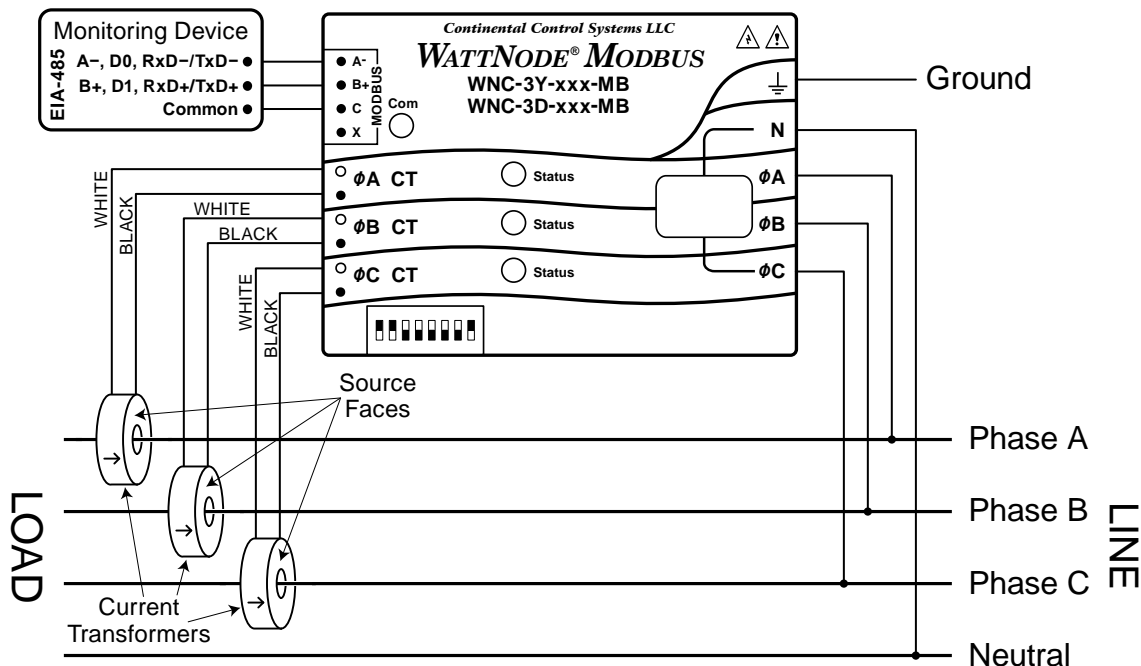 Monitoring Device
EIA-485
A−, D0, RxD−/TxD−
B+, D1, RxD+/TxD+
Common
Continental Control Systems LLC
WATTNODE® MODBUS
WNC-3Y-xxx-MB
WNC-3D-xxx-MB
A-
B+
C
X
MODBUS
Com
Ground
N
ϕA CT
Status
ϕA
ϕB CT
Status
ϕB
ϕC CT
Status
ϕC
WHITE
BLACK
WHITE
BLACK
WHITE
BLACK
Source
Faces
Phase A
Phase B
Phase C
Neutral
LOAD
LINE
Current
Transformers